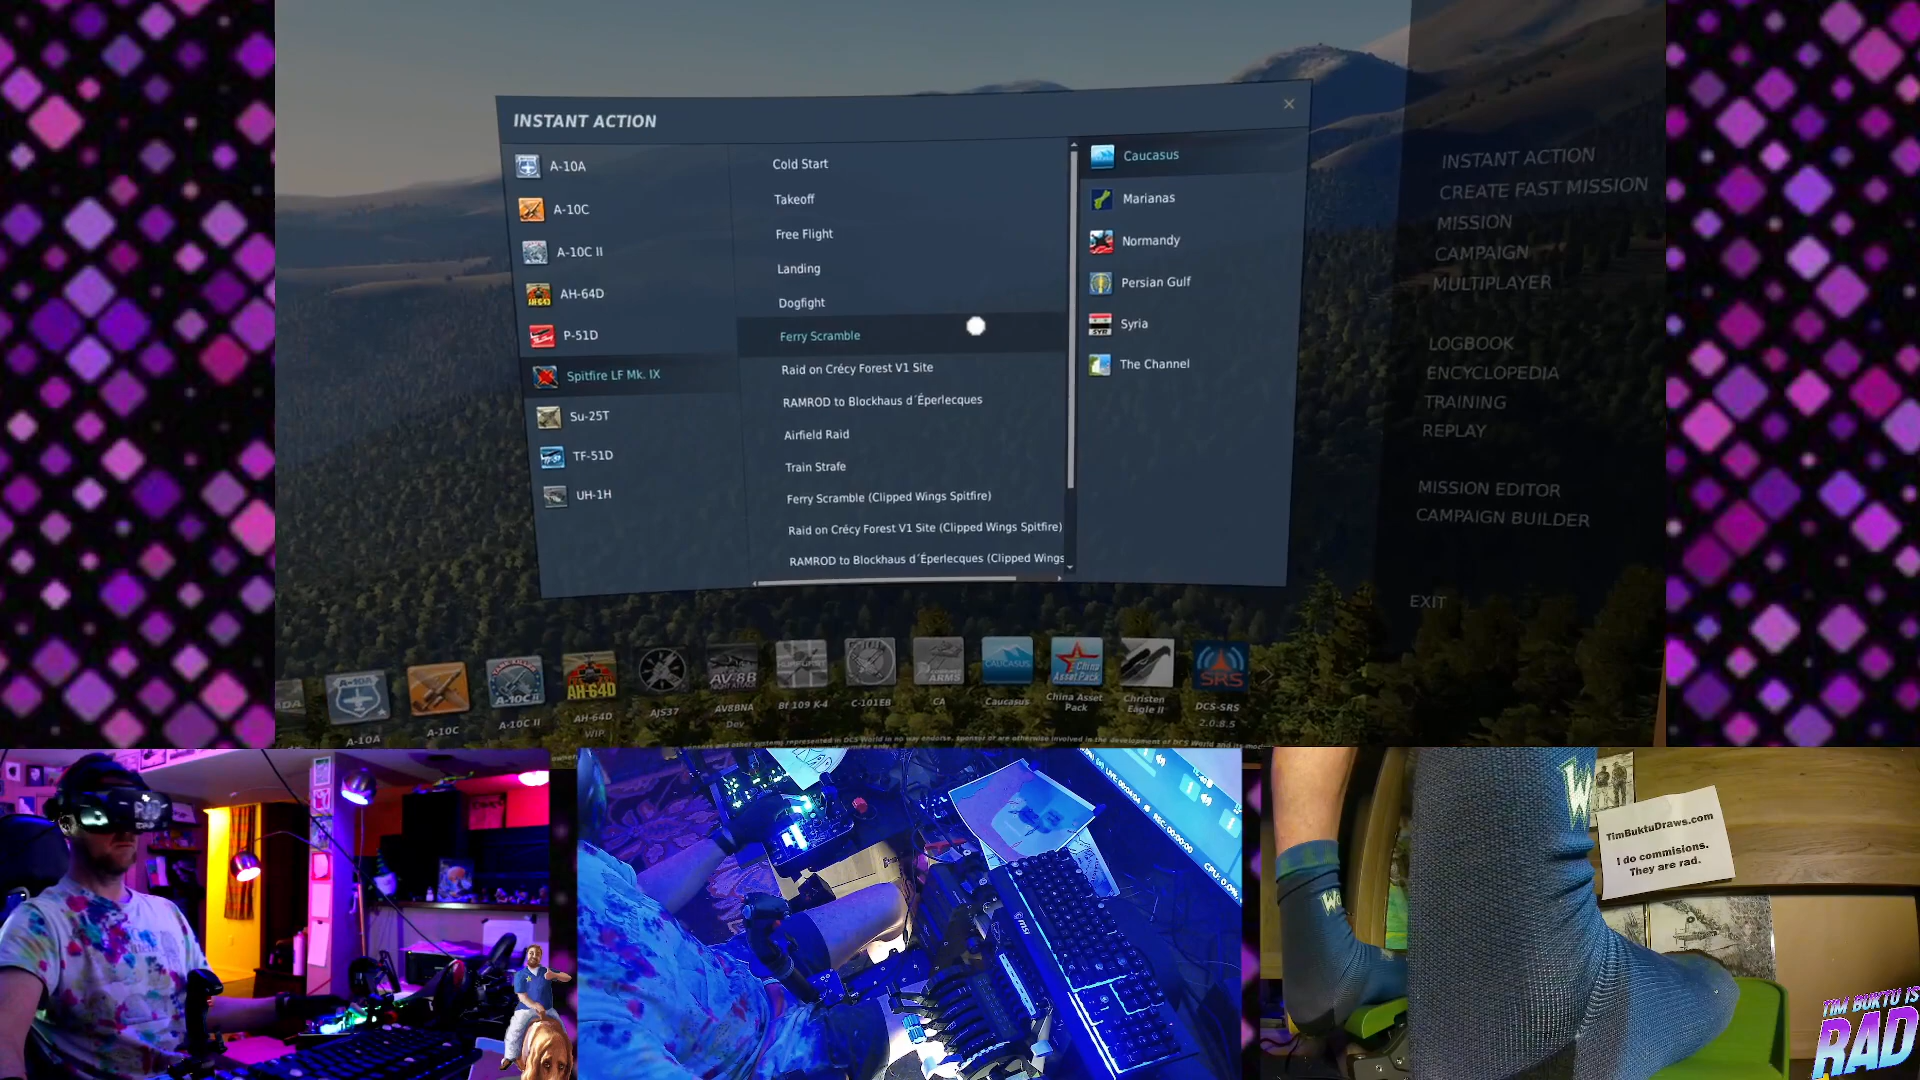 INSTANT ACTION
A-10A
A-10C
A-10C II
AH-64D
P-51D
Spitfire LF Mk. IX
Su-25T
TF-51D
UH-1H
Cold Start
Takeoff
Free Flight
Landing
Dogfight
Ferry Scramble
Raid on Crécy Forest V1 Site
RAMROD to Blockhaus d´Éperlecques
Airfield Raid
Train Strafe
Ferry Scramble (Clipped Wings Spitfire)
Raid on Crécy Forest V1 Site (Clipped Wings Spitfire)
RAMROD to Blockhaus d´Éperlecques (Clipped Wings
Caucasus
Marianas
Normandy
Persian Gulf
Syria
The Channel
INSTANT ACTION
CREATE FAST MISSION
MISSION
CAMPAIGN
MULTIPLAYER
LOGBOOK
ENCYCLOPEDIA
TRAINING
REPLAY
MISSION EDITOR
CAMPAIGN BUILDER
EXIT
A-10A
A-10C
A-10C II
AH-64D
WIP
AJS37
AV8BNA
Dev
Bf 109 K-4
C-101EB
CA
Caucasus
China Asset
Pack
Christen
Eagle II
DCS-SRS
2.0.8.5
TimBuktuDraws.com
I do commisions.
They are rad.
TIM BUKTU IS
RAD